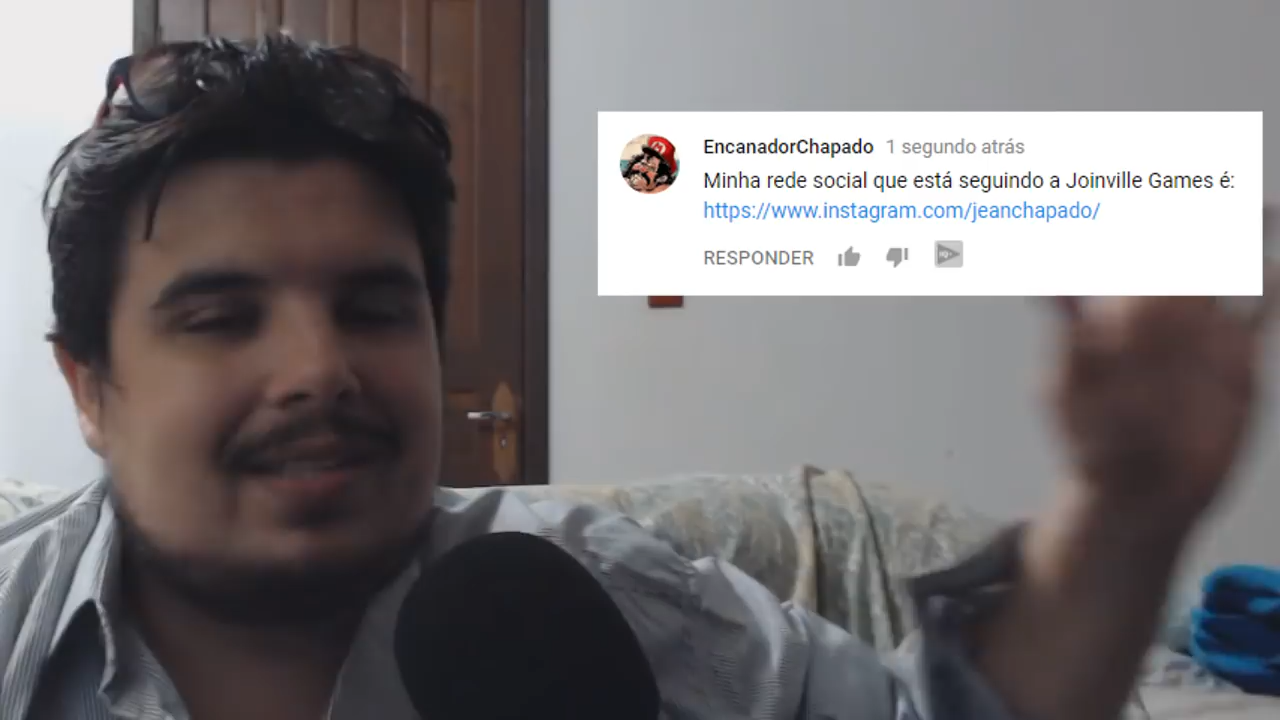 EncanadorChapado 1 segundo atrás
Minha rede social que está seguindo a Joinville Games é:
https://www.instagram.com/jeanchapado/
RESPONDER